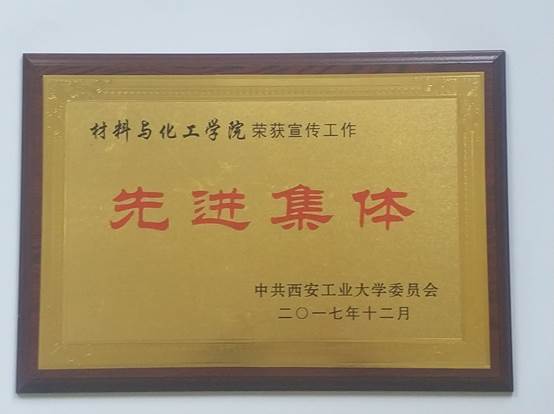 材料与化工学院荣获宣传工作
先进集体
中共西安工业大学委员会
二〇一七年十二月